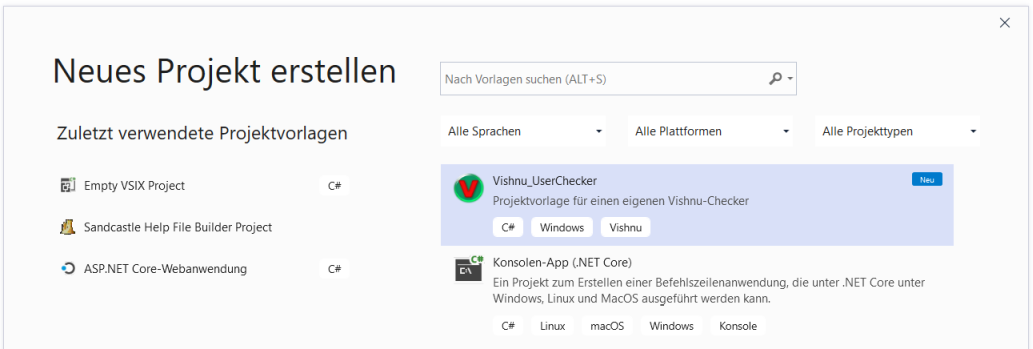 Neues Projekt erstellen
Nach Vorlagen suchen (ALT+S)
Zuletzt verwendete Projektvorlagen
Alle Sprachen
Alle Plattformen
Alle Projekttypen
Empty VSIX Project
C#
Sandcastle Help File Builder Project
ASP.NET Core-Webanwendung
C#
V
Vishnu_UserChecker
Neu
Projektvorlage für einen eigenen Vishnu-Checker
C#
Windows
Vishnu
C#
Konsolen-App (.NET Core)
Ein Projekt zum Erstellen einer Befehlszeilenanwendung, die unter .NET Core unter
Windows, Linux und MacOS ausgeführt werden kann.
C#
Linux
macOS
Windows
Konsole